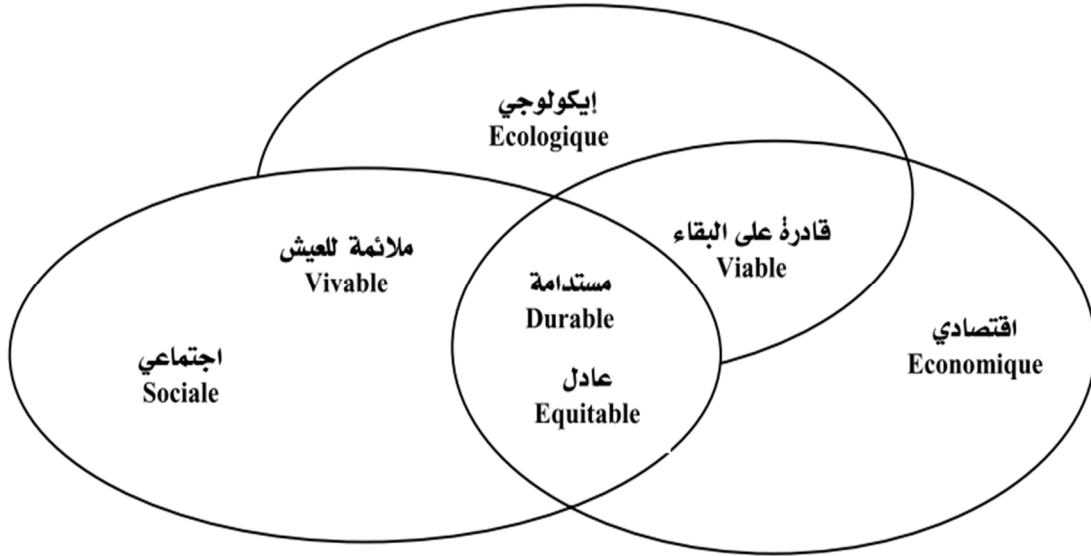 إيكولوجي
Ecologique
قادرة على البقاء
Viable
ملائمة للعيش
Vivable
مستدامة
Durable
اقتصادي
Economique
اجتماعي
Sociale
عادل
Equitable